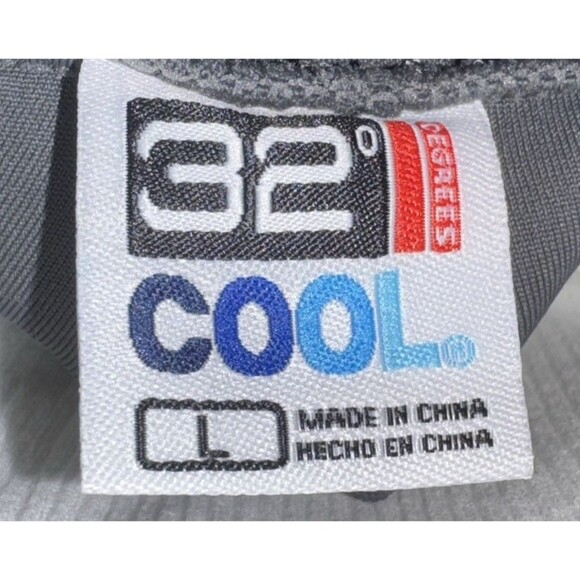 32° DEGREES
COOL®
L MADE IN CHINA
HECHO EN CHINA